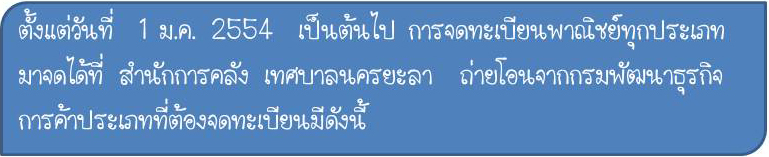 ตั้งแต่วันที่ 1 ม.ค. 2554 เป็นต้นไป การจดทะเบียนพาณิชย์ทุกประเภท
มาจดได้ที่ สำนักการคลัง เทศบาลนครยะลา ถ่ายโอนจากกรมพัฒนาธุรกิจ
การค้าประเภทที่ต้องจดทะเบียนมีดังนี้